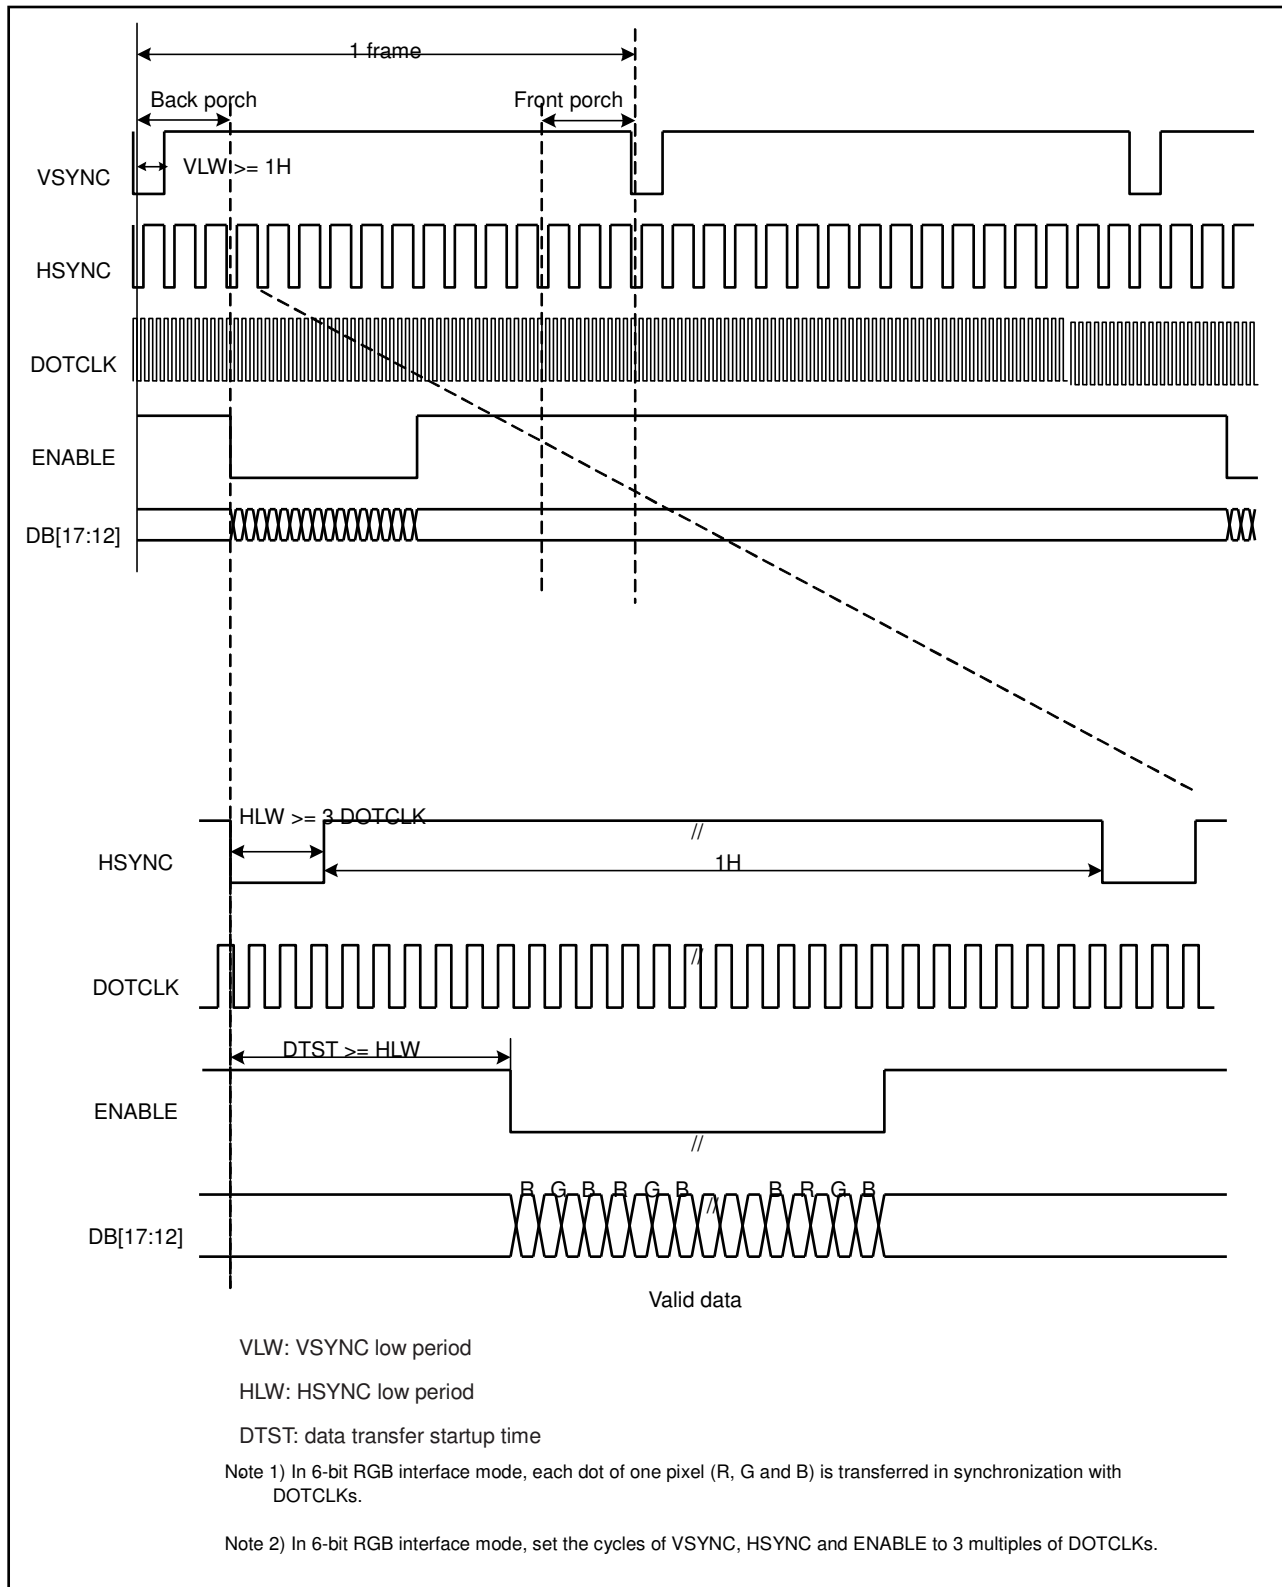 1 frame
Back porch
Front porch
VLW >= 1H
VSYNC
HSYNC
DOTCLK
ENABLE
DB[17:12]
HLW >= 3 DOTCLK
//
HSYNC
1H
//
DOTCLK
DTST >= HLW
ENABLE
//
R G B R G B // B R G B
DB[17:12]
Valid data
VLW: VSYNC low period
HLW: HSYNC low period
DTST: data transfer startup time
Note 1) In 6-bit RGB interface mode, each dot of one pixel (R, G and B) is transferred in synchronization with
DOTCLKs.
Note 2) In 6-bit RGB interface mode, set the cycles of VSYNC, HSYNC and ENABLE to 3 multiples of DOTCLKs.